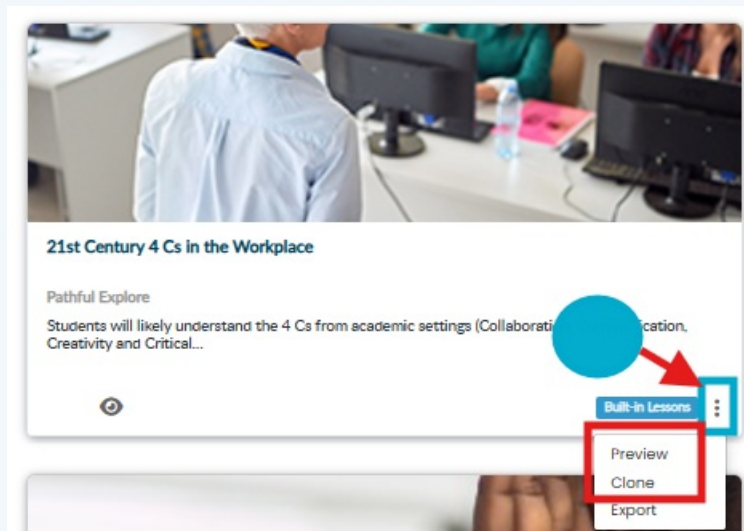 21st Century 4 Cs in the Workplace
Pathful Explore
Students will likely understand the 4 Cs from academic settings (Collaborati
Creativity and Critical...
Built-in Lessons
Preview
Clone
Export